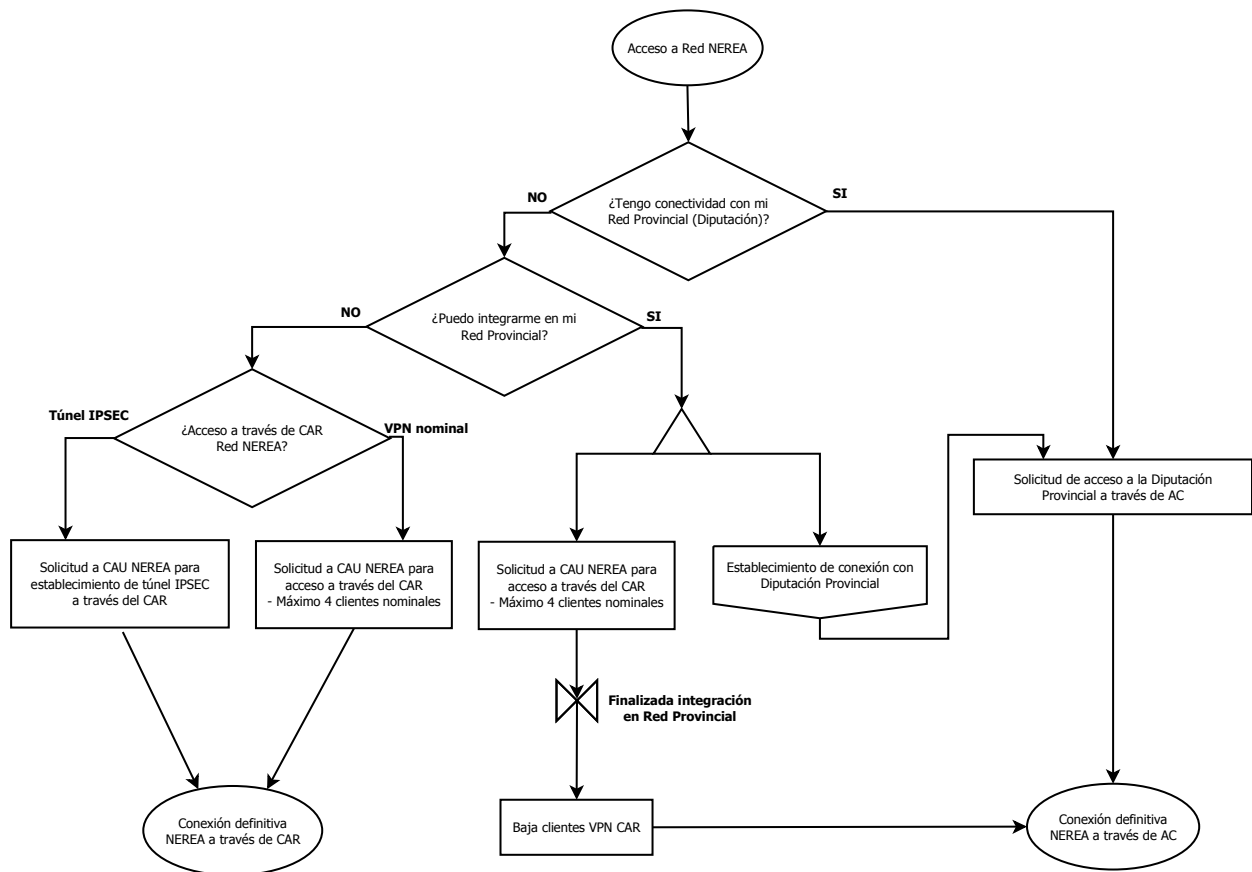 Acceso a Red NEREA
¿Tengo conectividad con mi
Red Provincial (Diputación)?
NO
SI
¿Puedo integrarme en mi
Red Provincial?
NO
SI
¿Acceso a través de CAR
Red NEREA?
Túnel IPSEC
VPN nominal
Solicitud de acceso a la Diputación
Provincial a través de AC
Solicitud a CAU NEREA para
establecimiento de túnel IPSEC
a través del CAR
Solicitud a CAU NEREA para
acceso a través del CAR
- Máximo 4 clientes nominales
Solicitud a CAU NEREA para
acceso a través del CAR
- Máximo 4 clientes nominales
Establecimiento de conexión con
Diputación Provincial
Finalizada integración
en Red Provincial
Conexión definitiva
NEREA a través de CAR
Baja clientes VPN CAR
Conexión definitiva
NEREA a través de AC